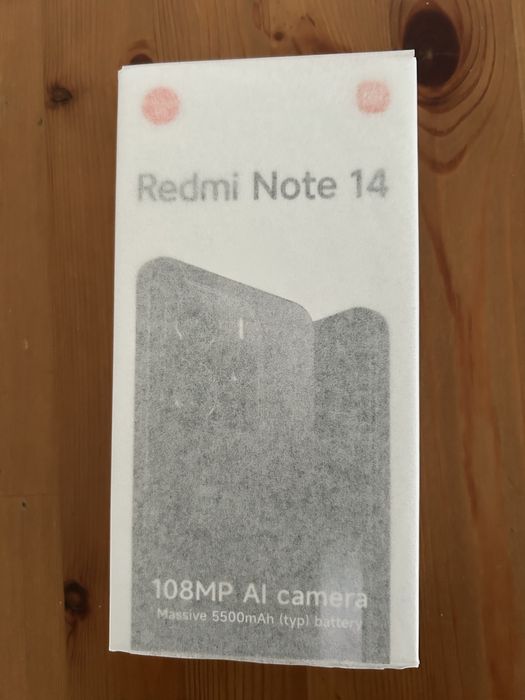 Redmi Note 14
108MP AI camera
Massive 5500mAh (typ) battery